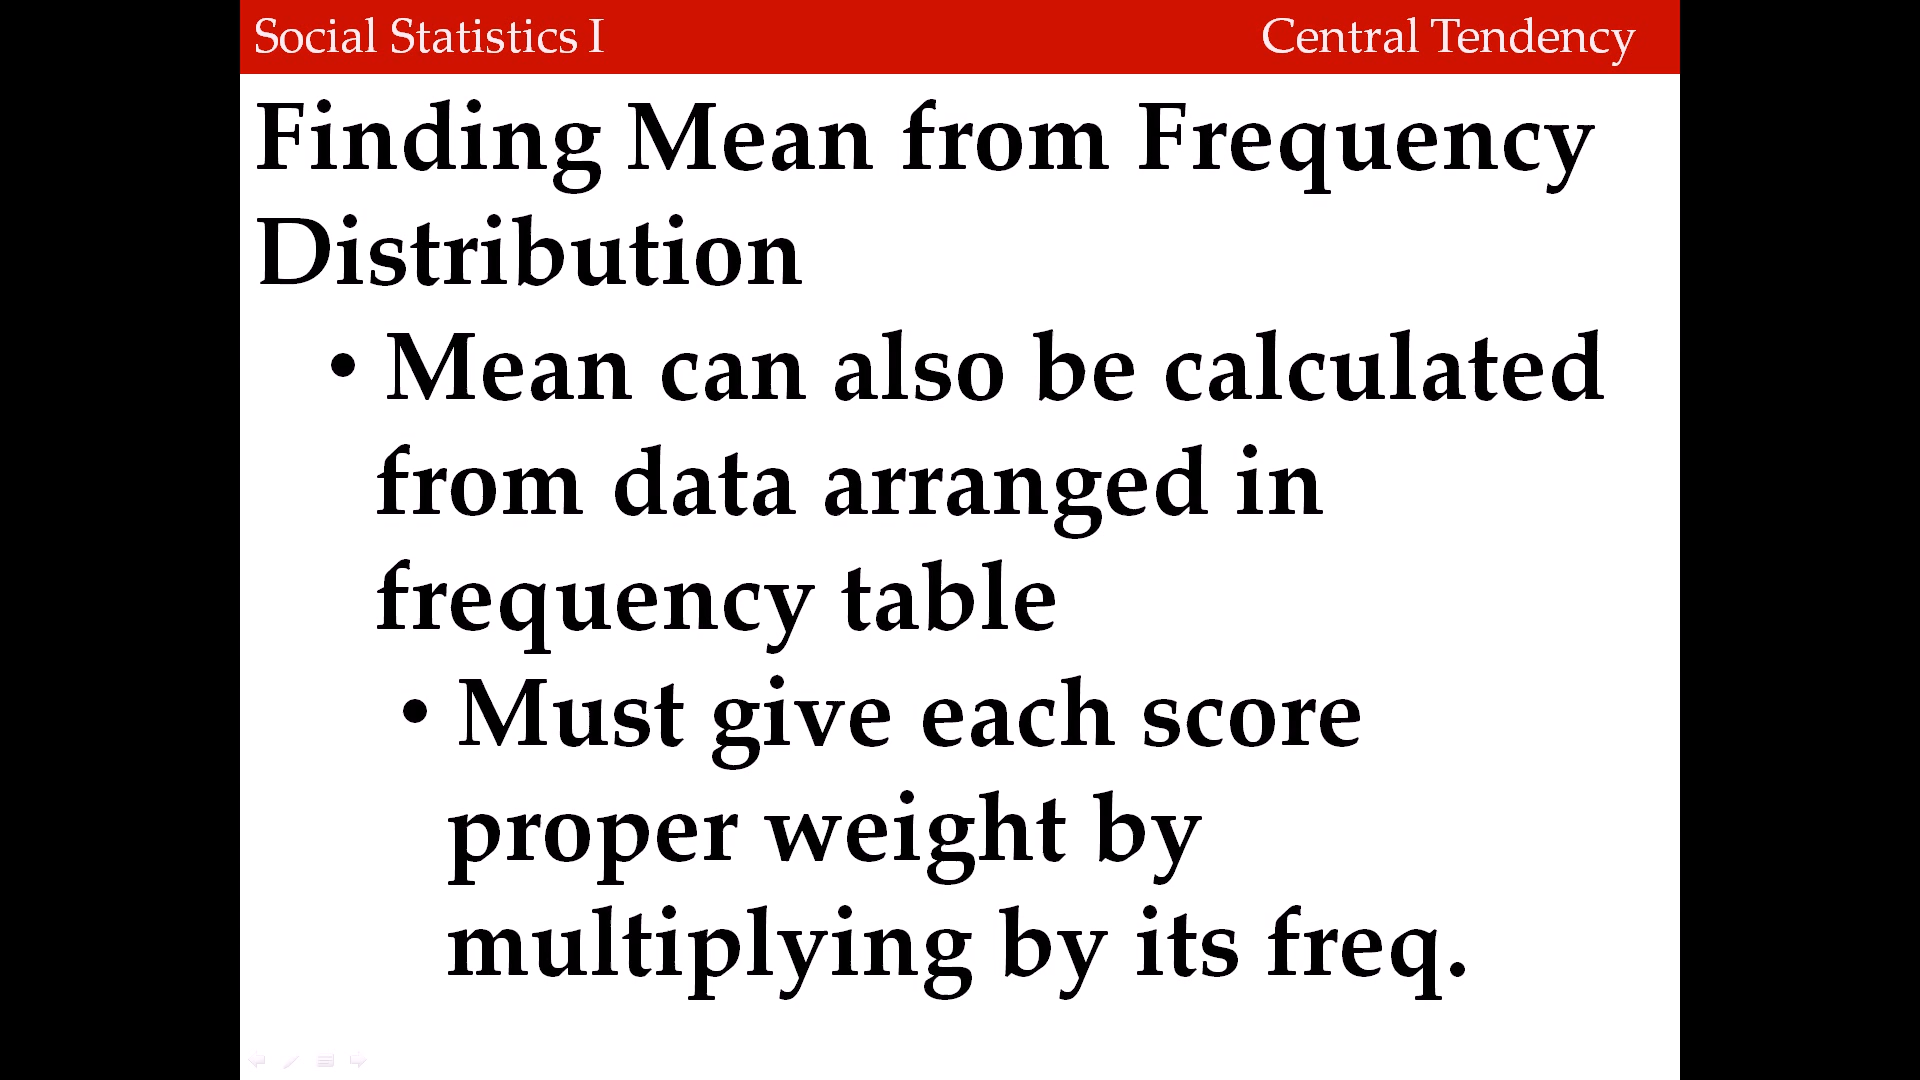 Social Statistics I
Central Tendency
Finding Mean from Frequency
Distribution
• Mean can also be calculated
from data arranged in
frequency table
• Must give each score
proper weight by
multiplying by its freq.